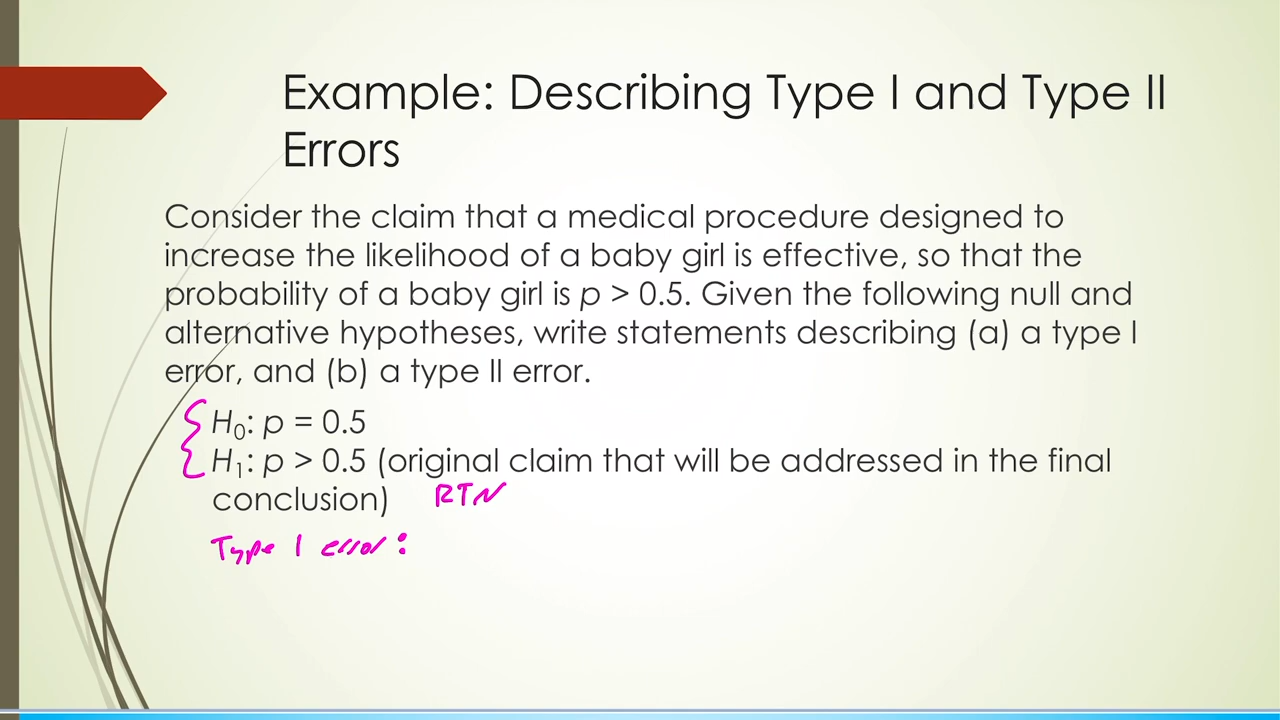 Example: Describing Type I and Type II
Errors
Consider the claim that a medical procedure designed to
increase the likelihood of a baby girl is effective, so that the
probability of a baby girl is p > 0.5. Given the following null and
alternative hypotheses, write statements describing (a) a type I
error, and (b) a type II error.
H₀: p = 0.5
H₁: p > 0.5 (original claim that will be addressed in the final
conclusion) RTN
Type I error: